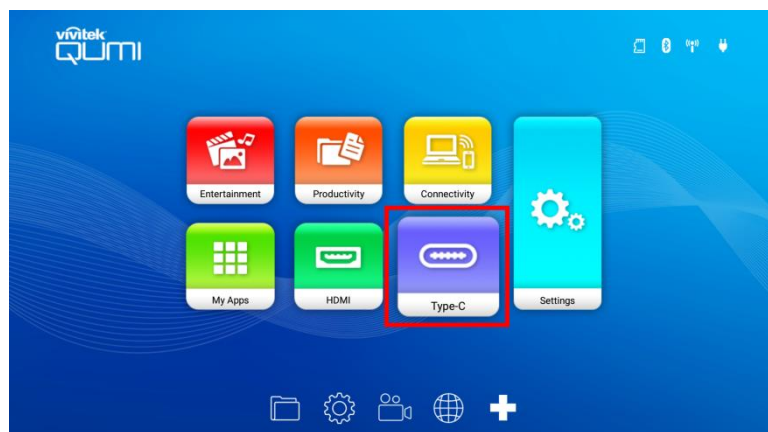 vivitek
QUMI
Entertainment
Productivity
Connectivity
My Apps
HDMI
Type-C
Settings